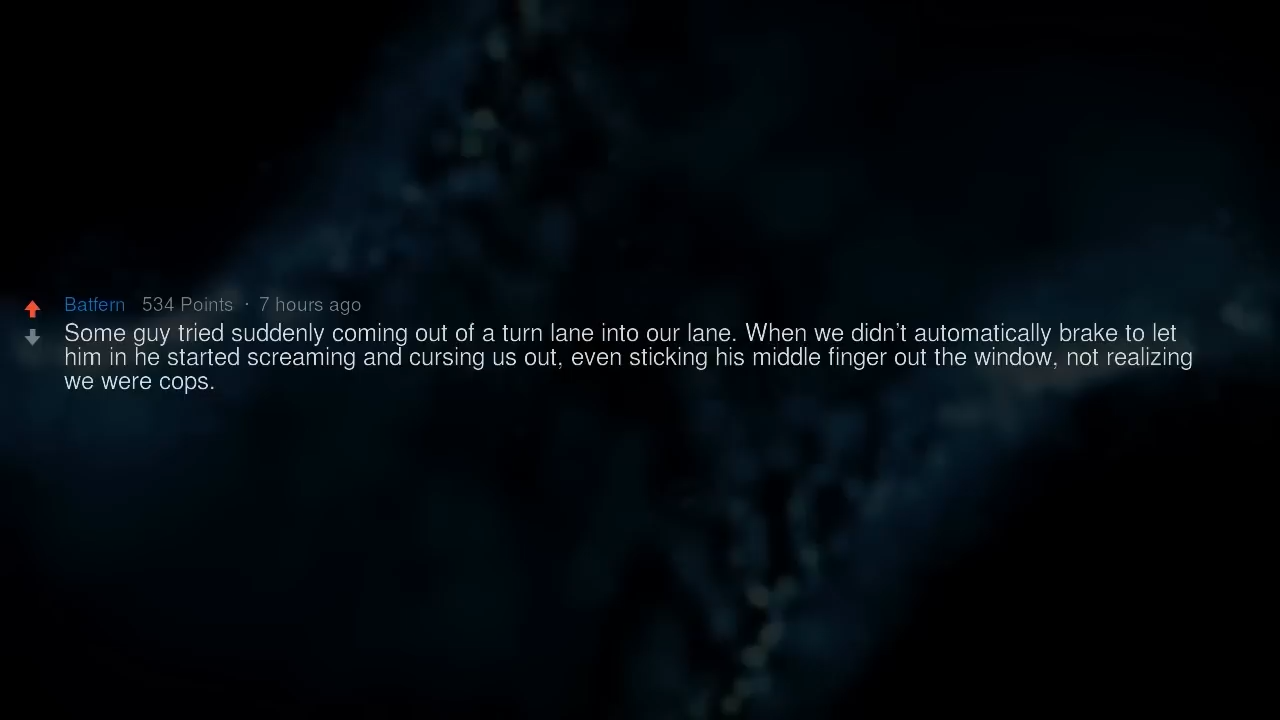 Batfern 534 Points · 7 hours ago
Some guy tried suddenly coming out of a turn lane into our lane. When we didn't automatically brake to let
him in he started screaming and cursing us out, even sticking his middle finger out the window, not realizing
we were cops.